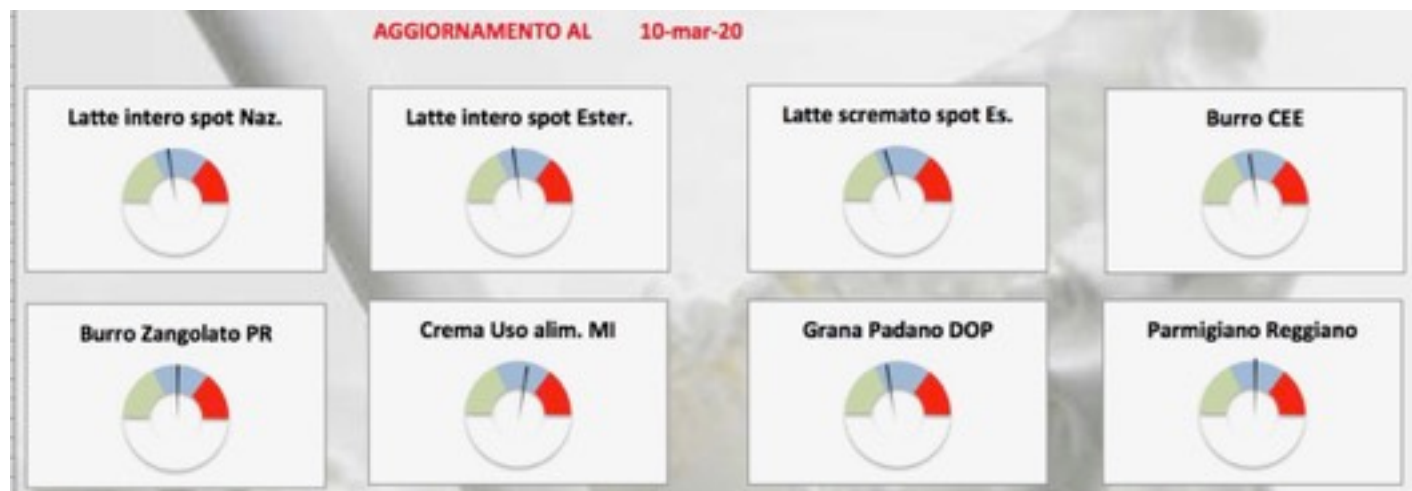 AGGIORNAMENTO AL 10-mar-20
Latte intero spot Naz.
Latte intero spot Ester.
Latte scremato spot Es.
Burro CEE
Burro Zangolato PR
Crema Uso alim. MI
Grana Padano DOP
Parmigiano Reggiano